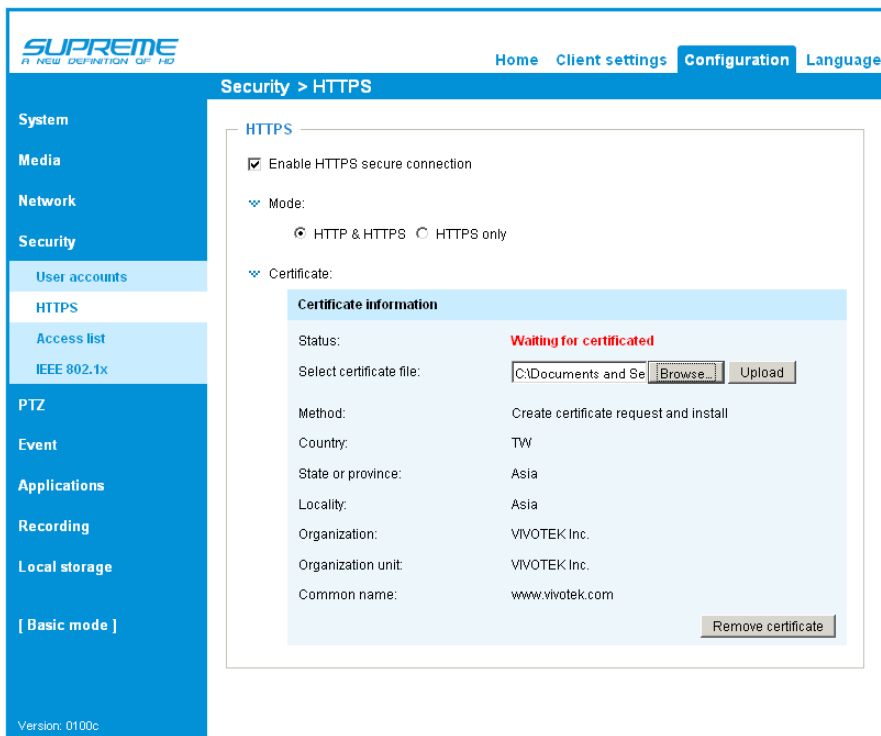 SUPREME
A NEW DEFINITION OF HD
Home Client settings Configuration Language
Security > HTTPS
System
Media
Network
Security
User accounts
HTTPS
Access list
IEEE 802.1x
PTZ
Event
Applications
Recording
Local storage
[ Basic mode ]
Version: 0100c
HTTPS
Enable HTTPS secure connection
Mode:
HTTP & HTTPS HTTPS only
Certificate:
Certificate information
Status: Waiting for certificated
Select certificate file: C:\Documents and Se Browse... Upload
Method: Create certificate request and install
Country: TW
State or province: Asia
Locality: Asia
Organization: VIVOTEK Inc.
Organization unit: VIVOTEK Inc.
Common name: www.vivotek.com
Remove certificate